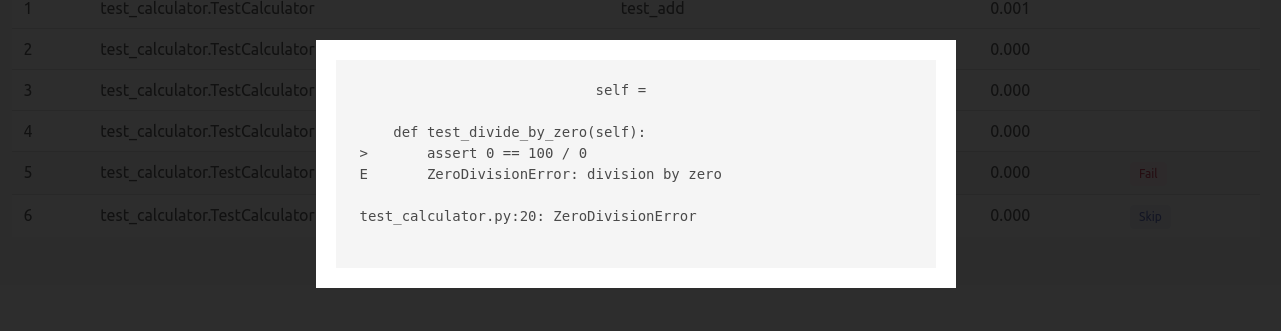 1 test_calculator.TestCalculator test_add 0.001
2 test_calculator.TestCalculator 0.000
3 test_calculator.TestCalculator 0.000
4 test_calculator.TestCalculator 0.000
5 test_calculator.TestCalculator 0.000 Fail
6 test_calculator.TestCalculator 0.000 Skip
self =
def test_divide_by_zero(self):
> assert 0 == 100 / 0
E ZeroDivisionError: division by zero
test_calculator.py:20: ZeroDivisionError